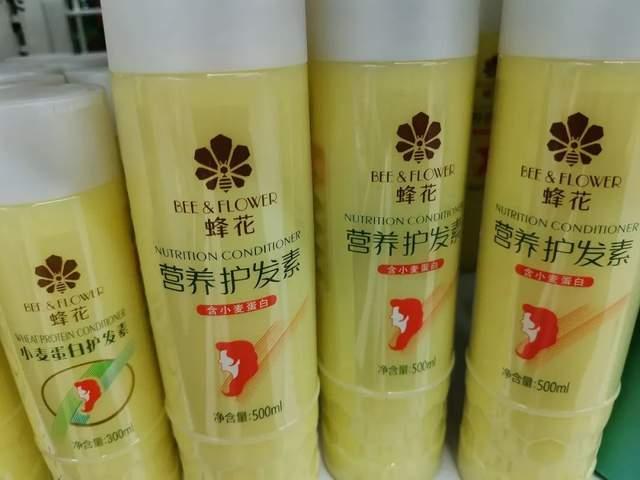 BEE & FLOWER
蜂花
WHEAT PROTEIN CONDITIONER
小麦蛋白护发素
净含量:300ml
BEE & FLOWER
蜂花
NUTRITION CONDITIONER
营养护发素
含小麦蛋白
净含量:500ml
BEE & FLOWER
蜂花
NUTRITION CONDITIONER
营养护发素
含小麦蛋白
净含量:500ml
BEE & FLOWER
蜂花
NUTRITION CONDITIONER
营养护发素
含小麦蛋白
净含量:500ml